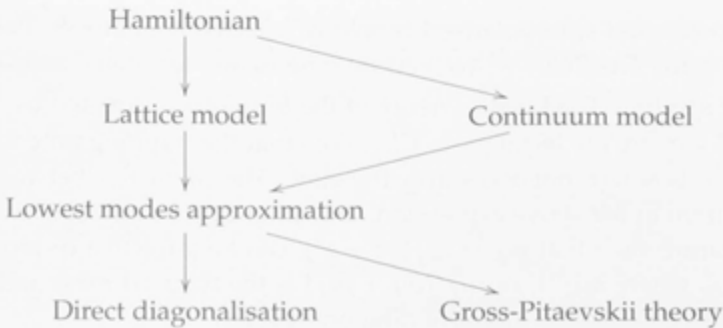 Hamiltonian
Lattice model
Continuum model
Lowest modes approximation
Direct diagonalisation
Gross-Pitaevskii theory